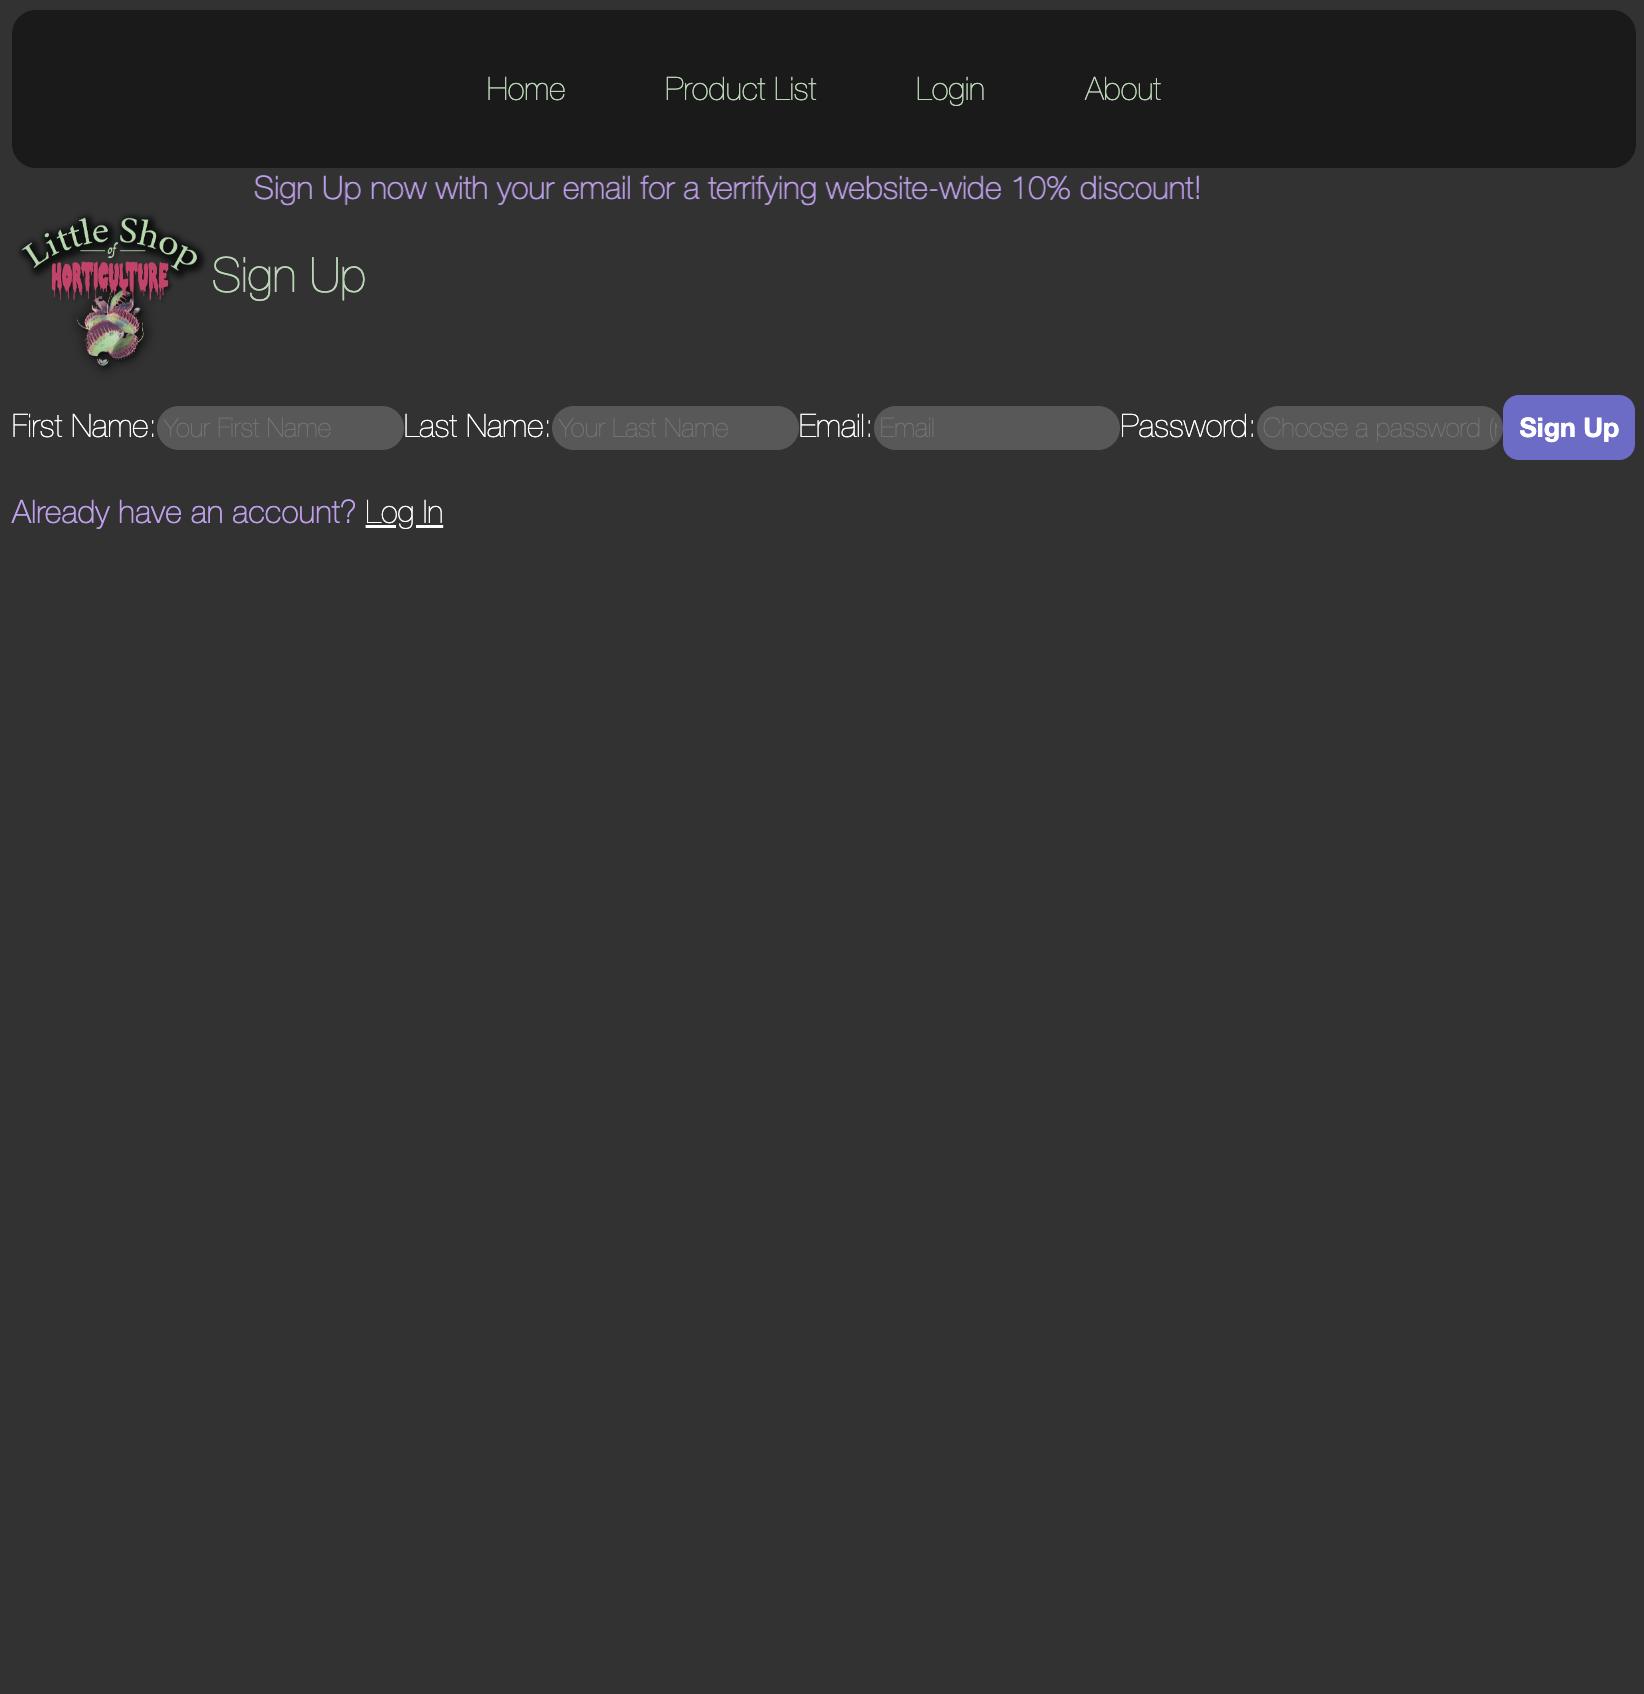 Home Product List Login About
Sign Up now with your email for a terrifying website-wide 10% discount!
Little Shop
of
HORTICULTURE
Sign Up
First Name: Your First Name Last Name: Your Last Name Email: Email Password: Choose a password ( Sign Up
Already have an account? Log In